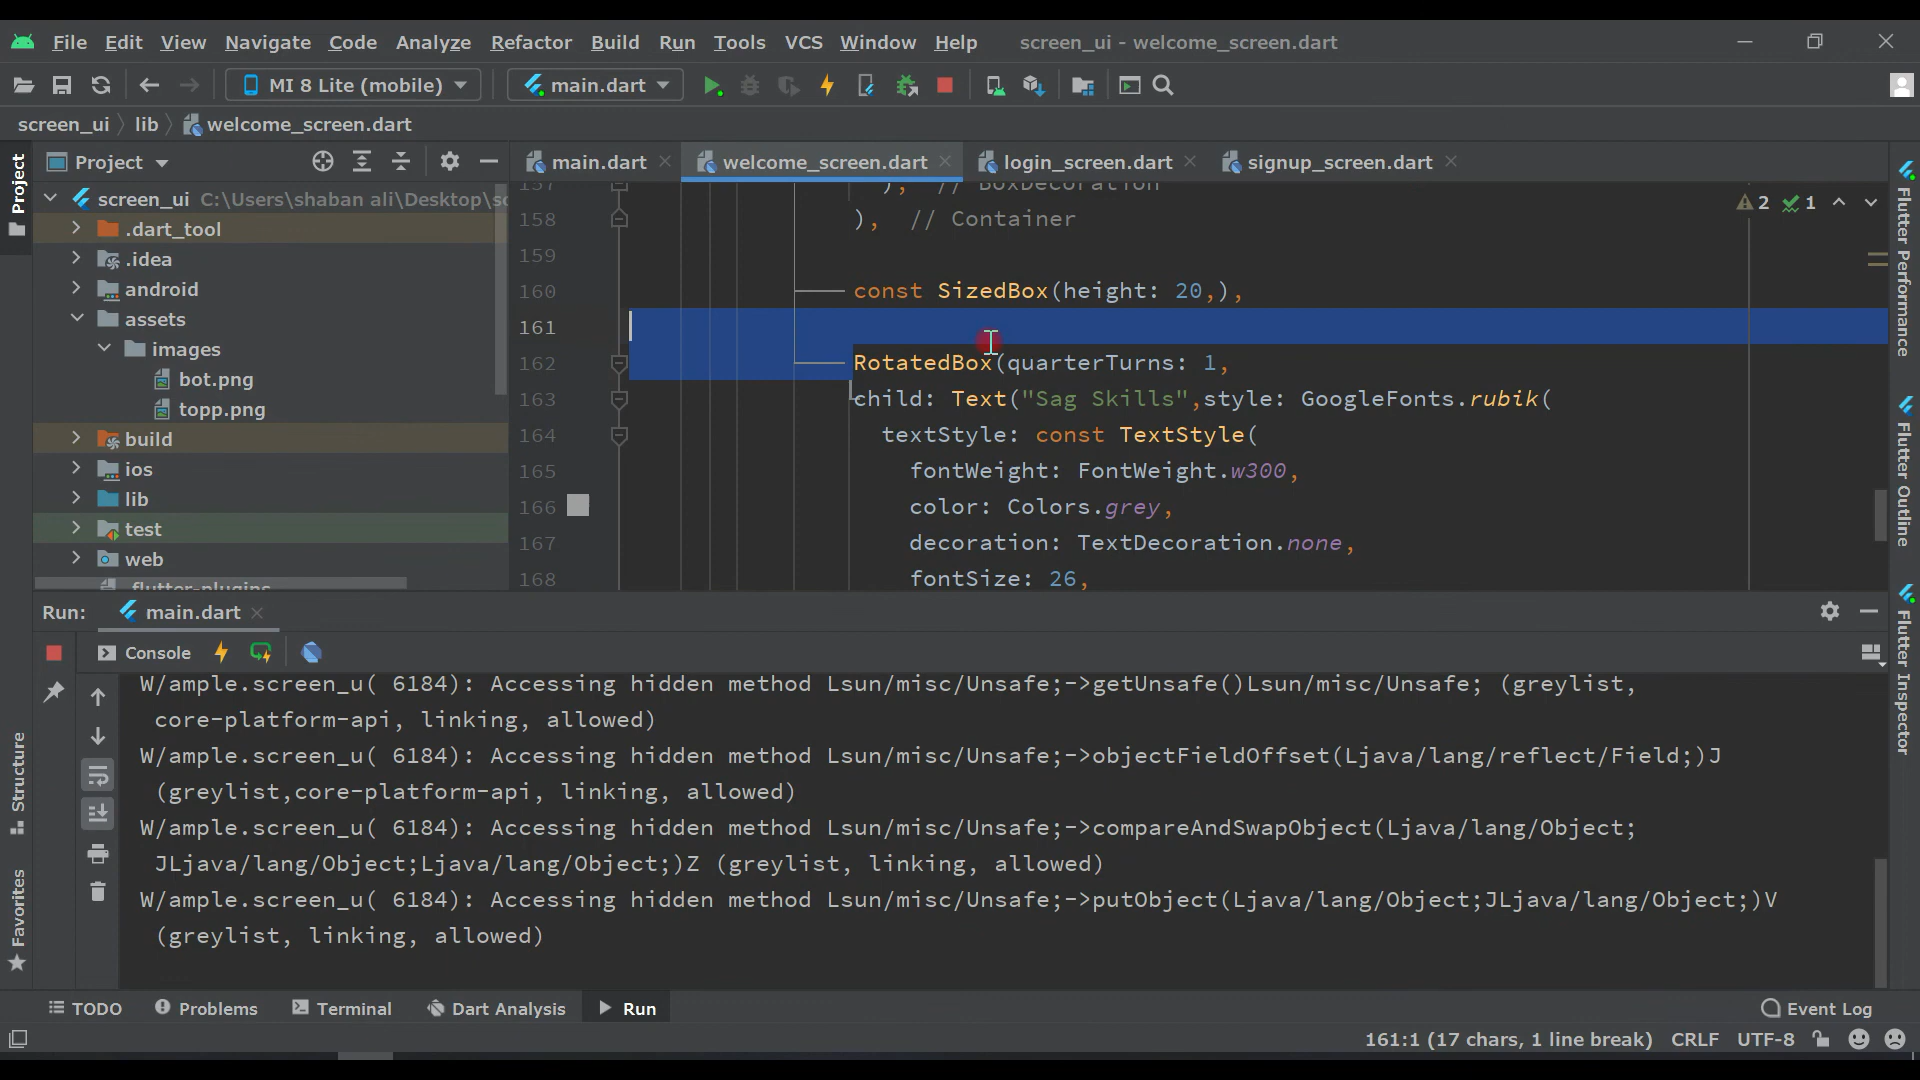 File Edit View Navigate Code Analyze Refactor Build Run Tools VCS Window Help screen_ui - welcome_screen.dart
MI 8 Lite (mobile) main.dart
screen_ui lib welcome_screen.dart
Project
main.dart
welcome_screen.dart
login_screen.dart
signup_screen.dart
Project
screen_ui C:\Users\shaban ali\Desktop\sc
.dart_tool
.idea
android
assets
images
bot.png
topp.png
build
ios
lib
test
web
.flutter-plugins
157 ), // BoxDecoration
158 ), // Container
159
160 const SizedBox(height: 20,),
161
162 RotatedBox(quarterTurns: 1,
163 child: Text("Sag Skills",style: GoogleFonts.rubik(
164 textStyle: const TextStyle(
165 fontWeight: FontWeight.w300,
166 color: Colors.grey,
167 decoration: TextDecoration.none,
168 fontSize: 26,
2 1
Flutter Performance
Flutter Outline
Flutter Inspector
Run: main.dart
Console
W/ample.screen_u( 6184): Accessing hidden method Lsun/misc/Unsafe;->getUnsafe()Lsun/misc/Unsafe; (greylist,
core-platform-api, linking, allowed)
W/ample.screen_u( 6184): Accessing hidden method Lsun/misc/Unsafe;->objectFieldOffset(Ljava/lang/reflect/Field;)J
(greylist,core-platform-api, linking, allowed)
W/ample.screen_u( 6184): Accessing hidden method Lsun/misc/Unsafe;->compareAndSwapObject(Ljava/lang/Object;
JLjava/lang/Object;Ljava/lang/Object;)Z (greylist, linking, allowed)
W/ample.screen_u( 6184): Accessing hidden method Lsun/misc/Unsafe;->putObject(Ljava/lang/Object;JLjava/lang/Object;)V
(greylist, linking, allowed)
Structure
Favorites
TODO Problems Terminal Dart Analysis Run Event Log
161:1 (17 chars, 1 line break) CRLF UTF-8